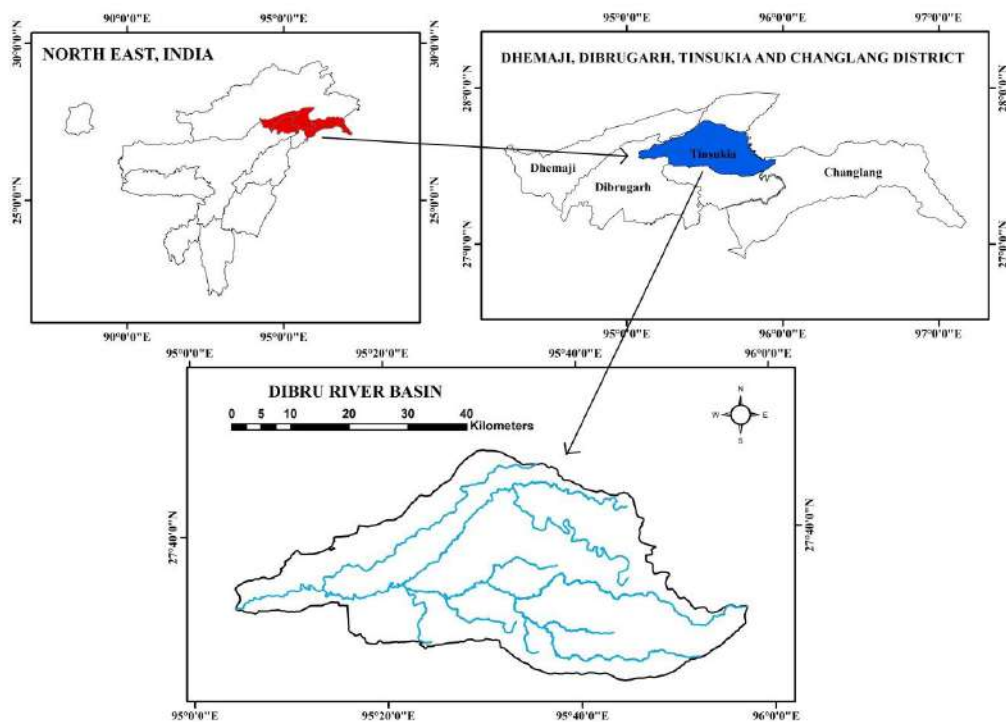 90°0'0"E 95°0'0"E
30°0'0"N
NORTH EAST, INDIA
30°0'0"N
25°0'0"N
25°0'0"N
90°0'0"E 95°0'0"E
95°0'0"E 96°0'0"E 97°0'0"E
DHEMAJI, DIBRUGARH, TINSUKIA AND CHANGLANG DISTRICT
28°0'0"N
28°0'0"N
Tinsukia
Dhemaji
Changlang
Dibrugarh
27°0'0"N
27°0'0"N
95°0'0"E 96°0'0"E 97°0'0"E
95°0'0"E 95°20'0"E 95°40'0"E 96°0'0"E
DIBRU RIVER BASIN
0 5 10 20 30 40
Kilometers
N
W E
S
27°40'0"N
27°40'0"N
95°0'0"E 95°20'0"E 95°40'0"E 96°0'0"E